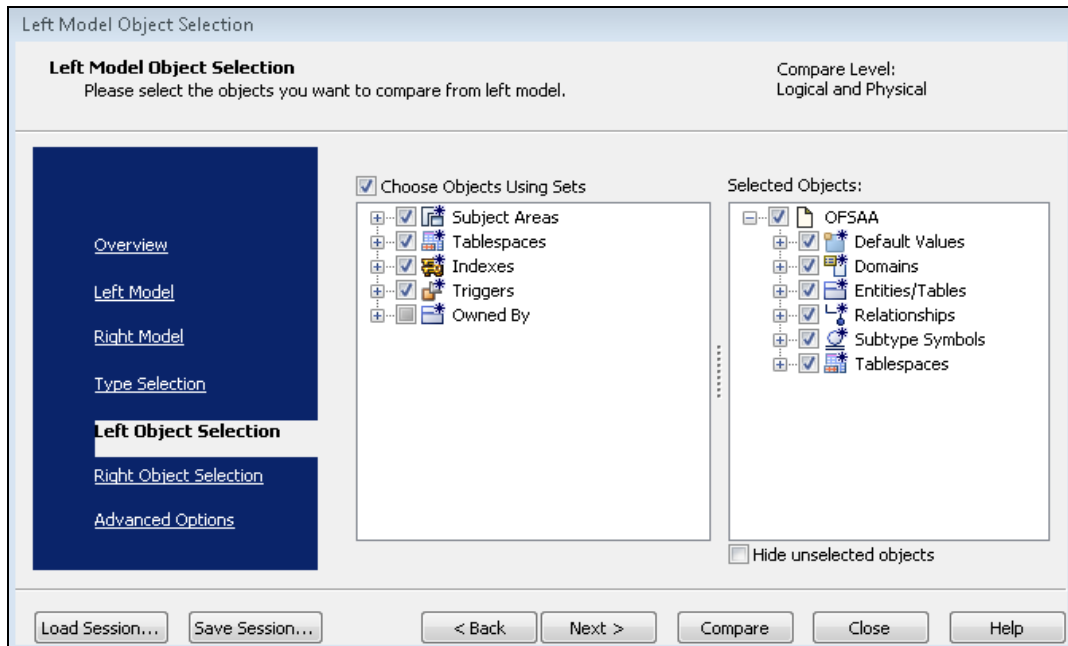 Left Model Object Selection
Left Model Object Selection
Please select the objects you want to compare from left model.
Compare Level:
Logical and Physical
Overview
Left Model
Right Model
Type Selection
Left Object Selection
Right Object Selection
Advanced Options
Choose Objects Using Sets
Subject Areas
Tablespaces
Indexes
Triggers
Owned By
Selected Objects:
OFSAA
Default Values
Domains
Entities/Tables
Relationships
Subtype Symbols
Tablespaces
Hide unselected objects
Load Session...
Save Session...
< Back
Next >
Compare
Close
Help